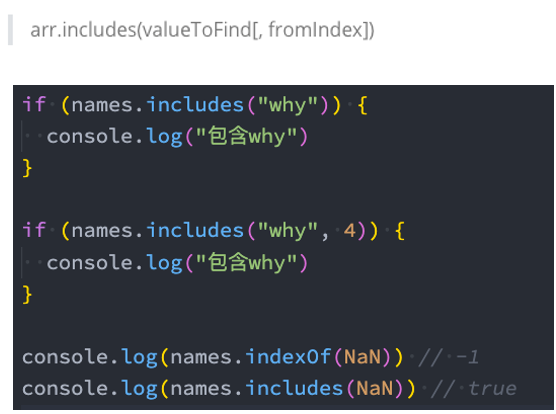 arr.includes(valueToFind[, fromIndex])
if (names.includes("why")) {
  console.log("包含why")
}
if (names.includes("why", 4)) {
  console.log("包含why")
}
console.log(names.indexOf(NaN)) // -1
console.log(names.includes(NaN)) // true